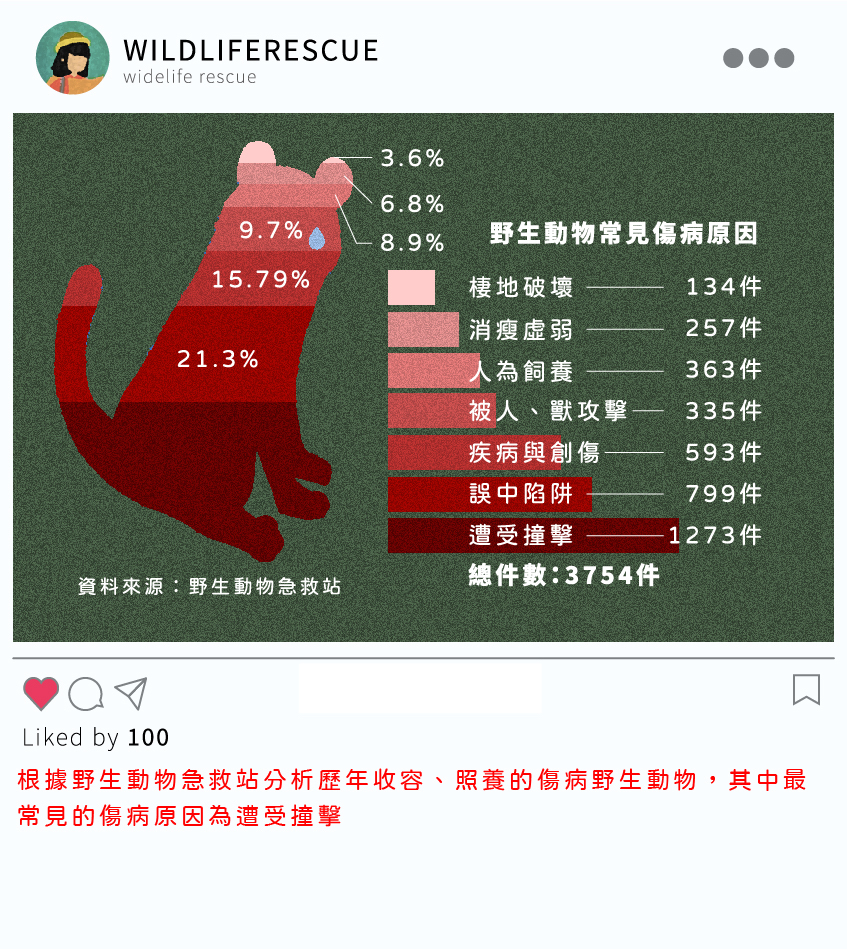 WILDLIFERESCUE
widelife rescue
3.6%
6.8%
8.9%
9.7%
15.79%
21.3%
野生動物常見傷病原因
棲地破壞 134件
消瘦虛弱 257件
人為飼養 363件
被人、獸攻擊 335件
疾病與創傷 593件
誤中陷阱 799件
遭受撞擊 1273件
總件數:3754件
資料來源：野生動物急救站
Liked by 100
根據野生動物急救站分析歷年收容、照養的傷病野生動物，其中最
常見的傷病原因為遭受撞擊